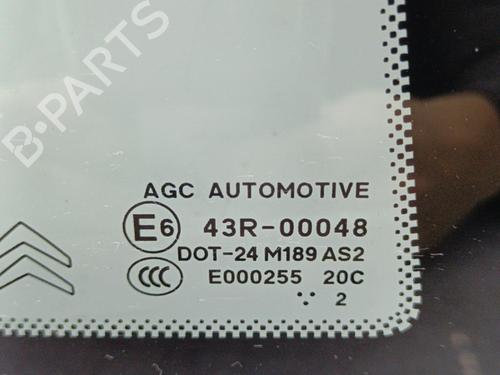 B-PARTS
AGC AUTOMOTIVE
E6 43R-00048
DOT-24 M189 AS2
CCC E000255 20C
2